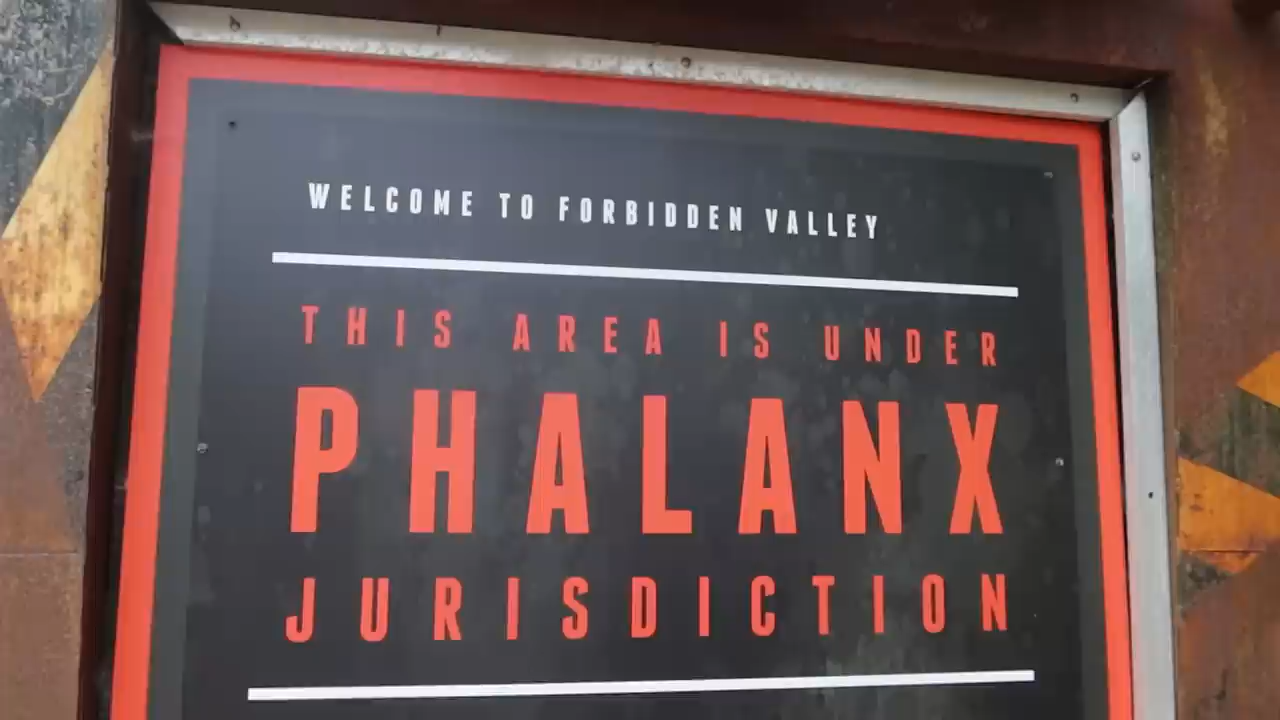 WELCOME TO FORBIDDEN VALLEY
THIS AREA IS UNDER
PHALANX
JURISDICTION